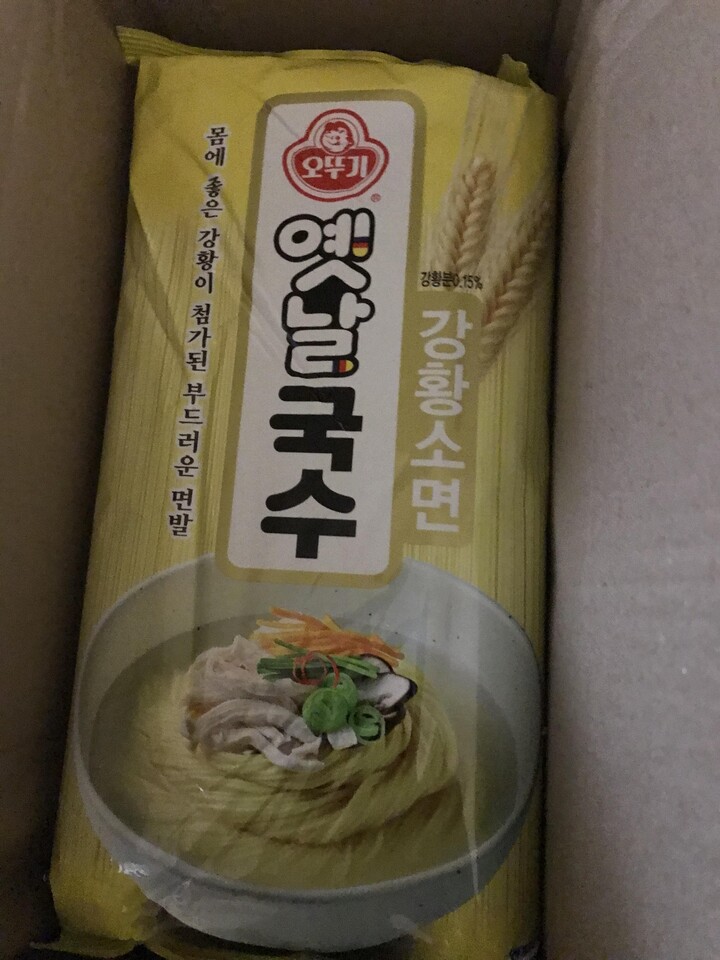 오뚜기
®
옛날
국수
강황분0.15%
강황소면
몸에 좋은 강황이 첨가된 부드러운 면발